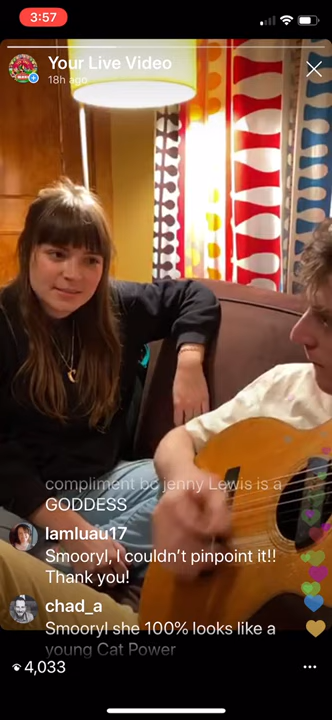 3:57
Your Live Video
18h ago
compliment bc jenny Lewis is a
GODDESS
lamluau17
Smooryl, I couldn't pinpoint it!!
Thank you!
chad_a
Smooryl she 100% looks like a
young Cat Power
4,033